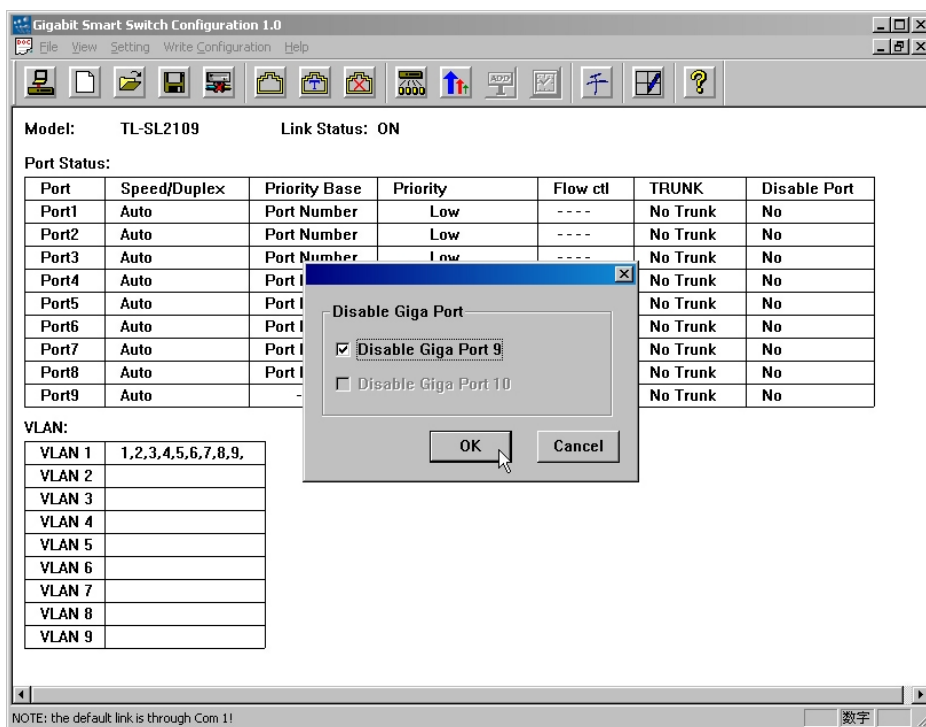 Gigabit Smart Switch Configuration 1.0
File View Setting Write Configuration Help
ADD 千 ?
Model: TL-SL2109 Link Status: ON
Port Status:
Port Speed/Duplex Priority Base Priority Flow ctl TRUNK Disable Port
Port1 Auto Port Number Low ---- No Trunk No
Port2 Auto Port Number Low ---- No Trunk No
Port3 Auto Port Number Low ---- No Trunk No
Port4 Auto Port No Trunk No
Port5 Auto Port No Trunk No
Port6 Auto Port No Trunk No
Port7 Auto Port No Trunk No
Port8 Auto Port No Trunk No
Port9 Auto - No Trunk No
Disable Giga Port
Disable Giga Port 9
Disable Giga Port 10
OK Cancel
VLAN:
VLAN 1 1,2,3,4,5,6,7,8,9,
VLAN 2
VLAN 3
VLAN 4
VLAN 5
VLAN 6
VLAN 7
VLAN 8
VLAN 9
NOTE: the default link is through Com 1!
数字